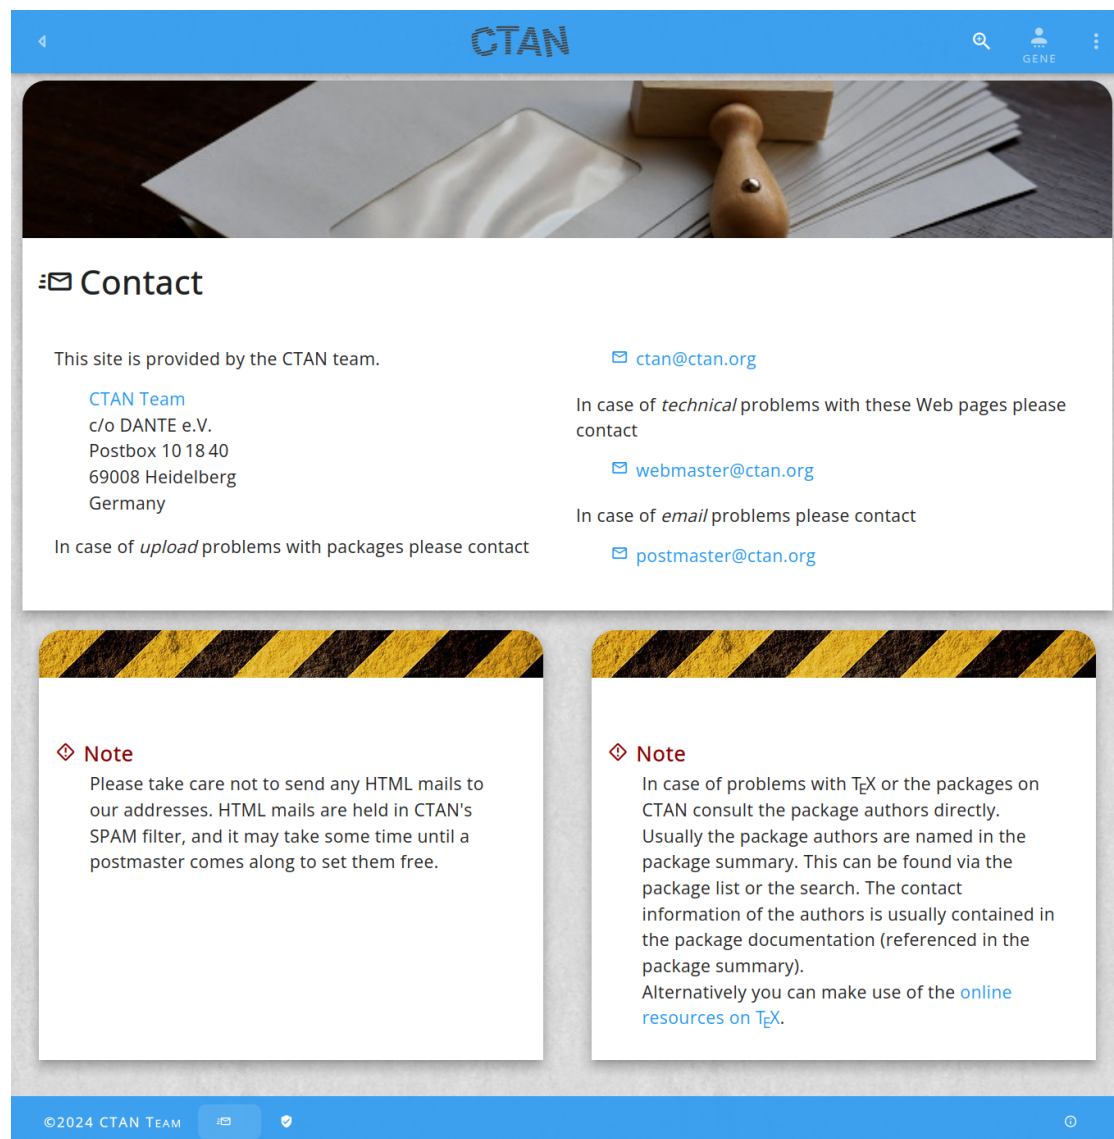 CTAN
GENE
Contact
This site is provided by the CTAN team.
CTAN Team
c/o DANTE e.V.
Postbox 10 18 40
69008 Heidelberg
Germany
In case of upload problems with packages please contact
ctan@ctan.org
In case of technical problems with these Web pages please
contact
webmaster@ctan.org
In case of email problems please contact
postmaster@ctan.org
Note
Please take care not to send any HTML mails to
our addresses. HTML mails are held in CTAN's
SPAM filter, and it may take some time until a
postmaster comes along to set them free.
Note
In case of problems with TEX or the packages on
CTAN consult the package authors directly.
Usually the package authors are named in the
package summary. This can be found via the
package list or the search. The contact
information of the authors is usually contained in
the package documentation (referenced in the
package summary).
Alternatively you can make use of the online
resources on TEX.
©2024 CTAN TEAM